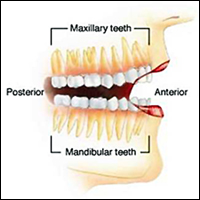 Maxillary teeth
Posterior
Anterior
Mandibular teeth